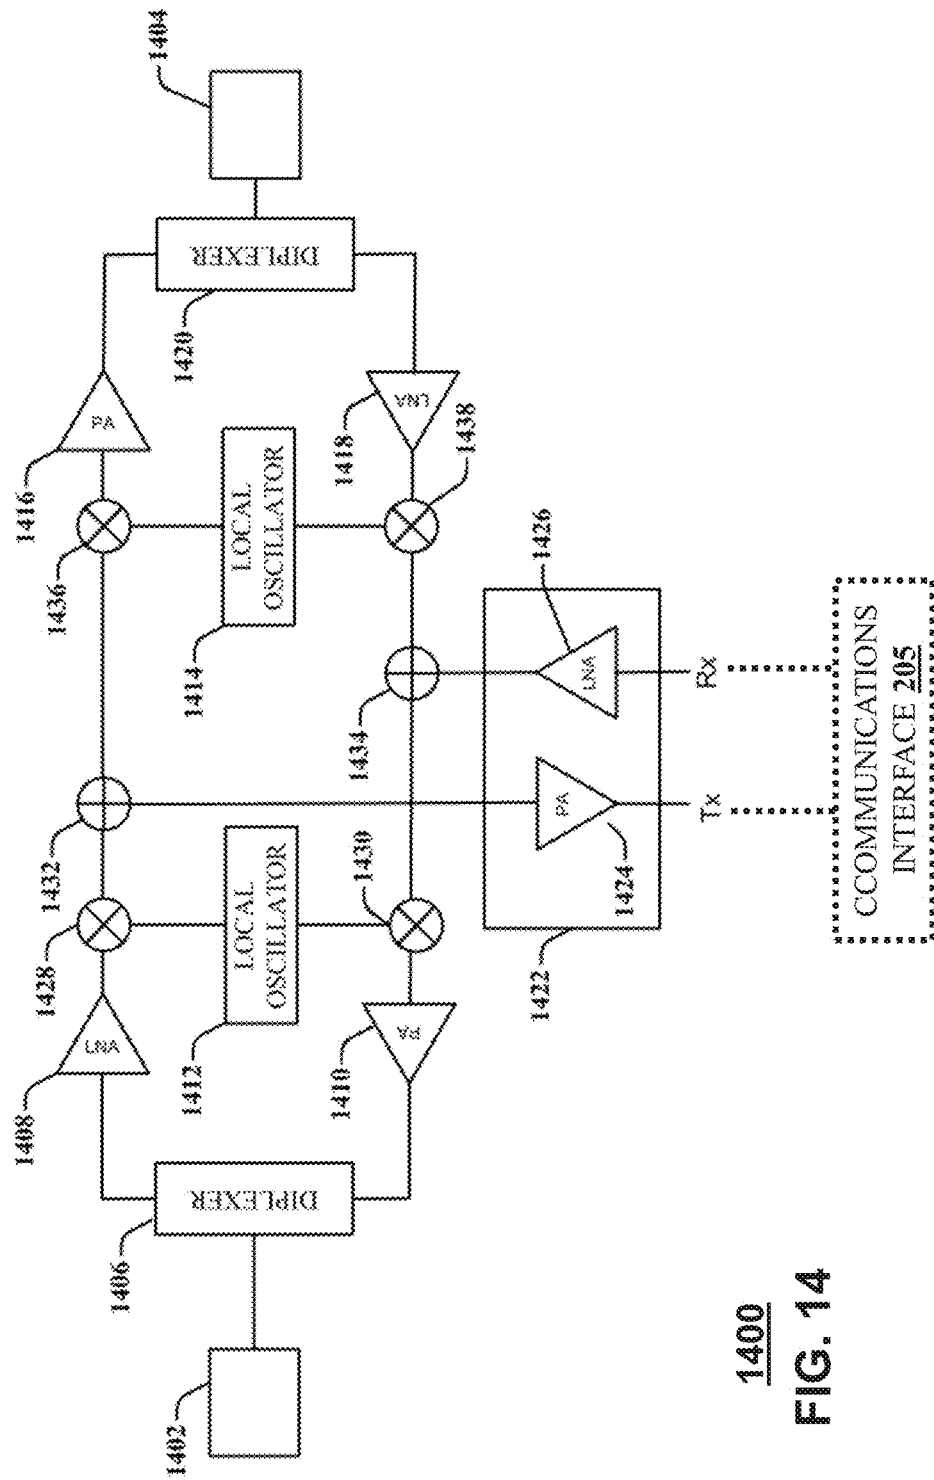 1408
1416
1428
1432
1436
LNA
PA
1406
1402
1404
1412
1414
1420
DIPLEXER
LOCAL
OSCILLATOR
LOCAL
OSCILLATOR
DIPLEXER
1410
1430
1434
1418
1438
PA
LNA
1422
1424
1426
PA
LNA
Tx
Rx
CCOMMUNICATIONS
INTERFACE 205
1400
FIG. 14